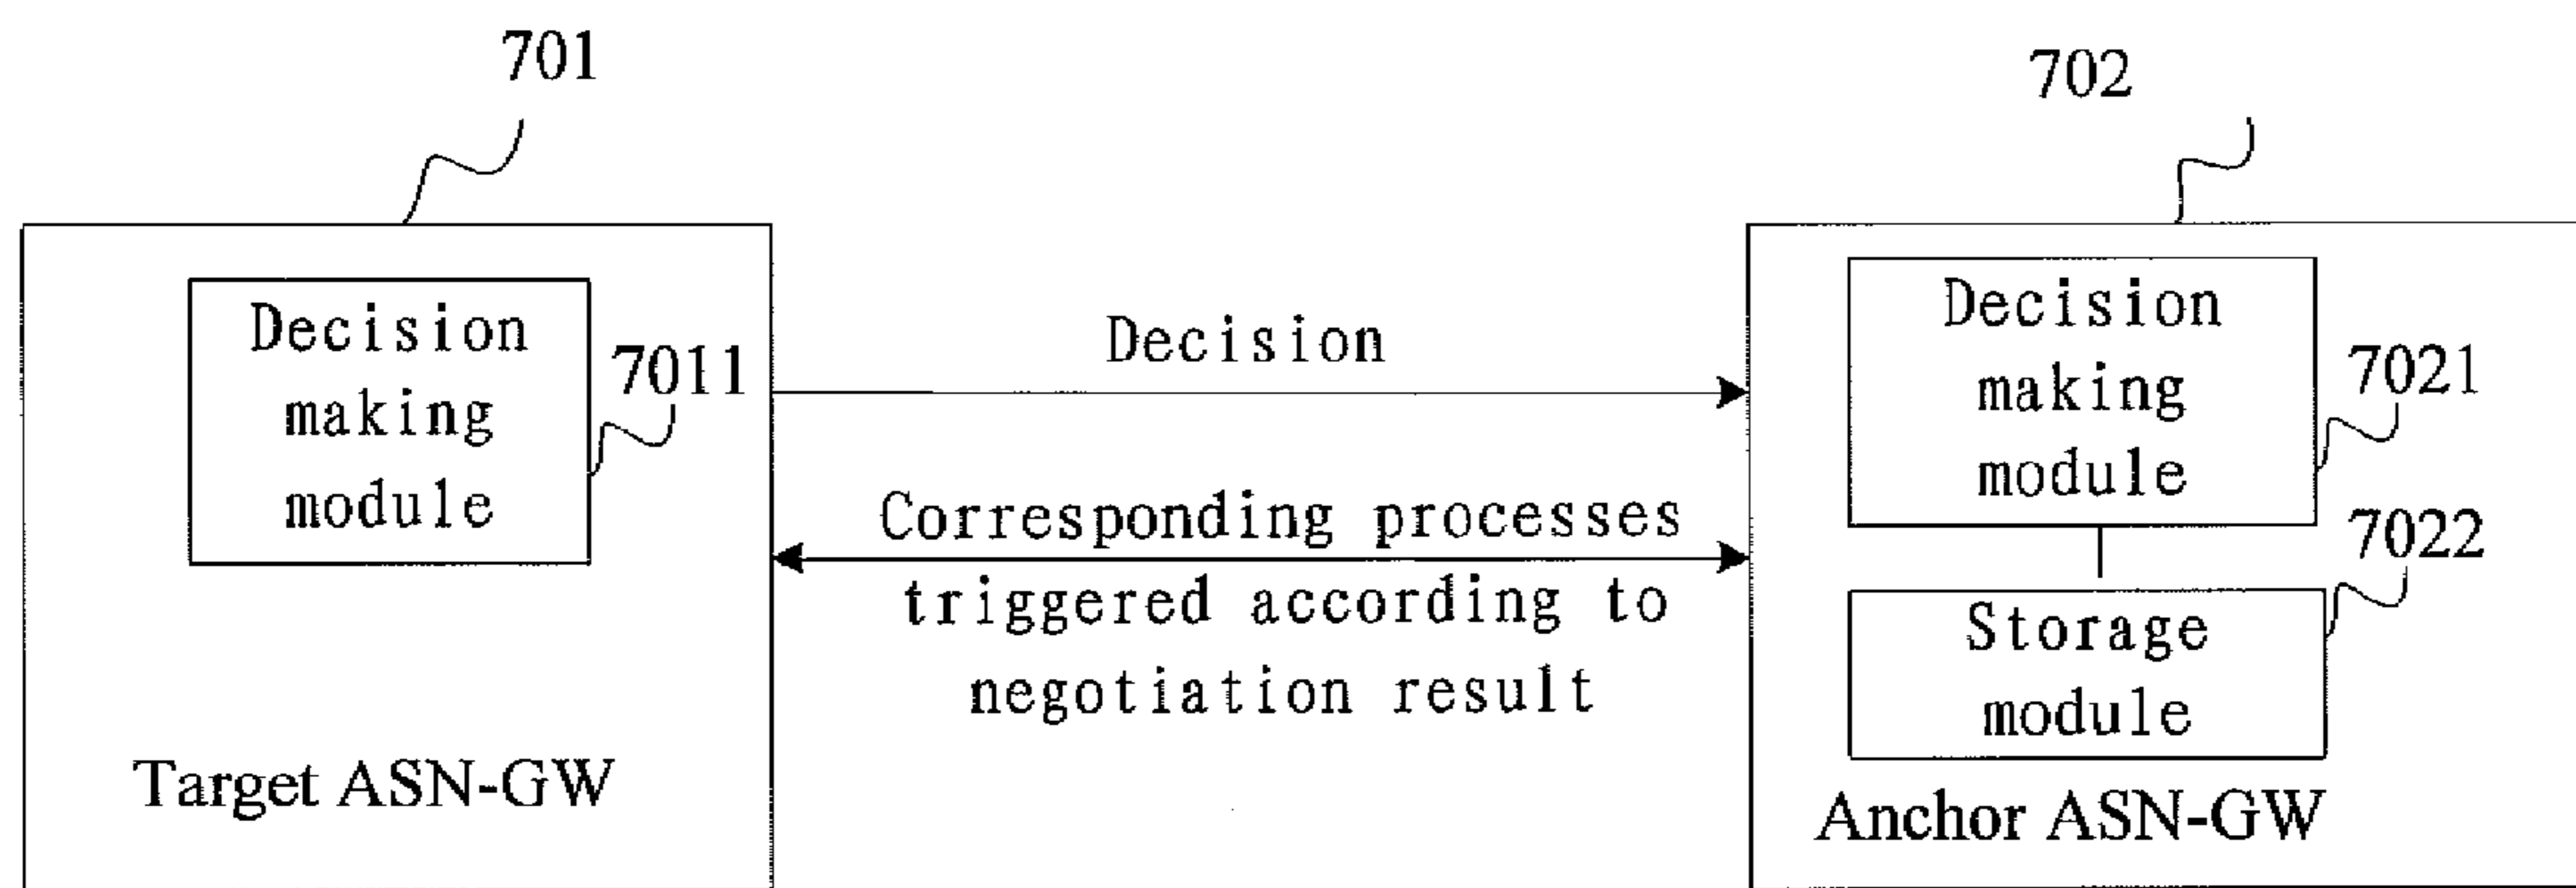 701
702
Decision
making
module
7011
Target ASN-GW
Decision
Corresponding processes
triggered according to
negotiation result
Decision
making
module
7021
7022
Storage
module
Anchor ASN-GW